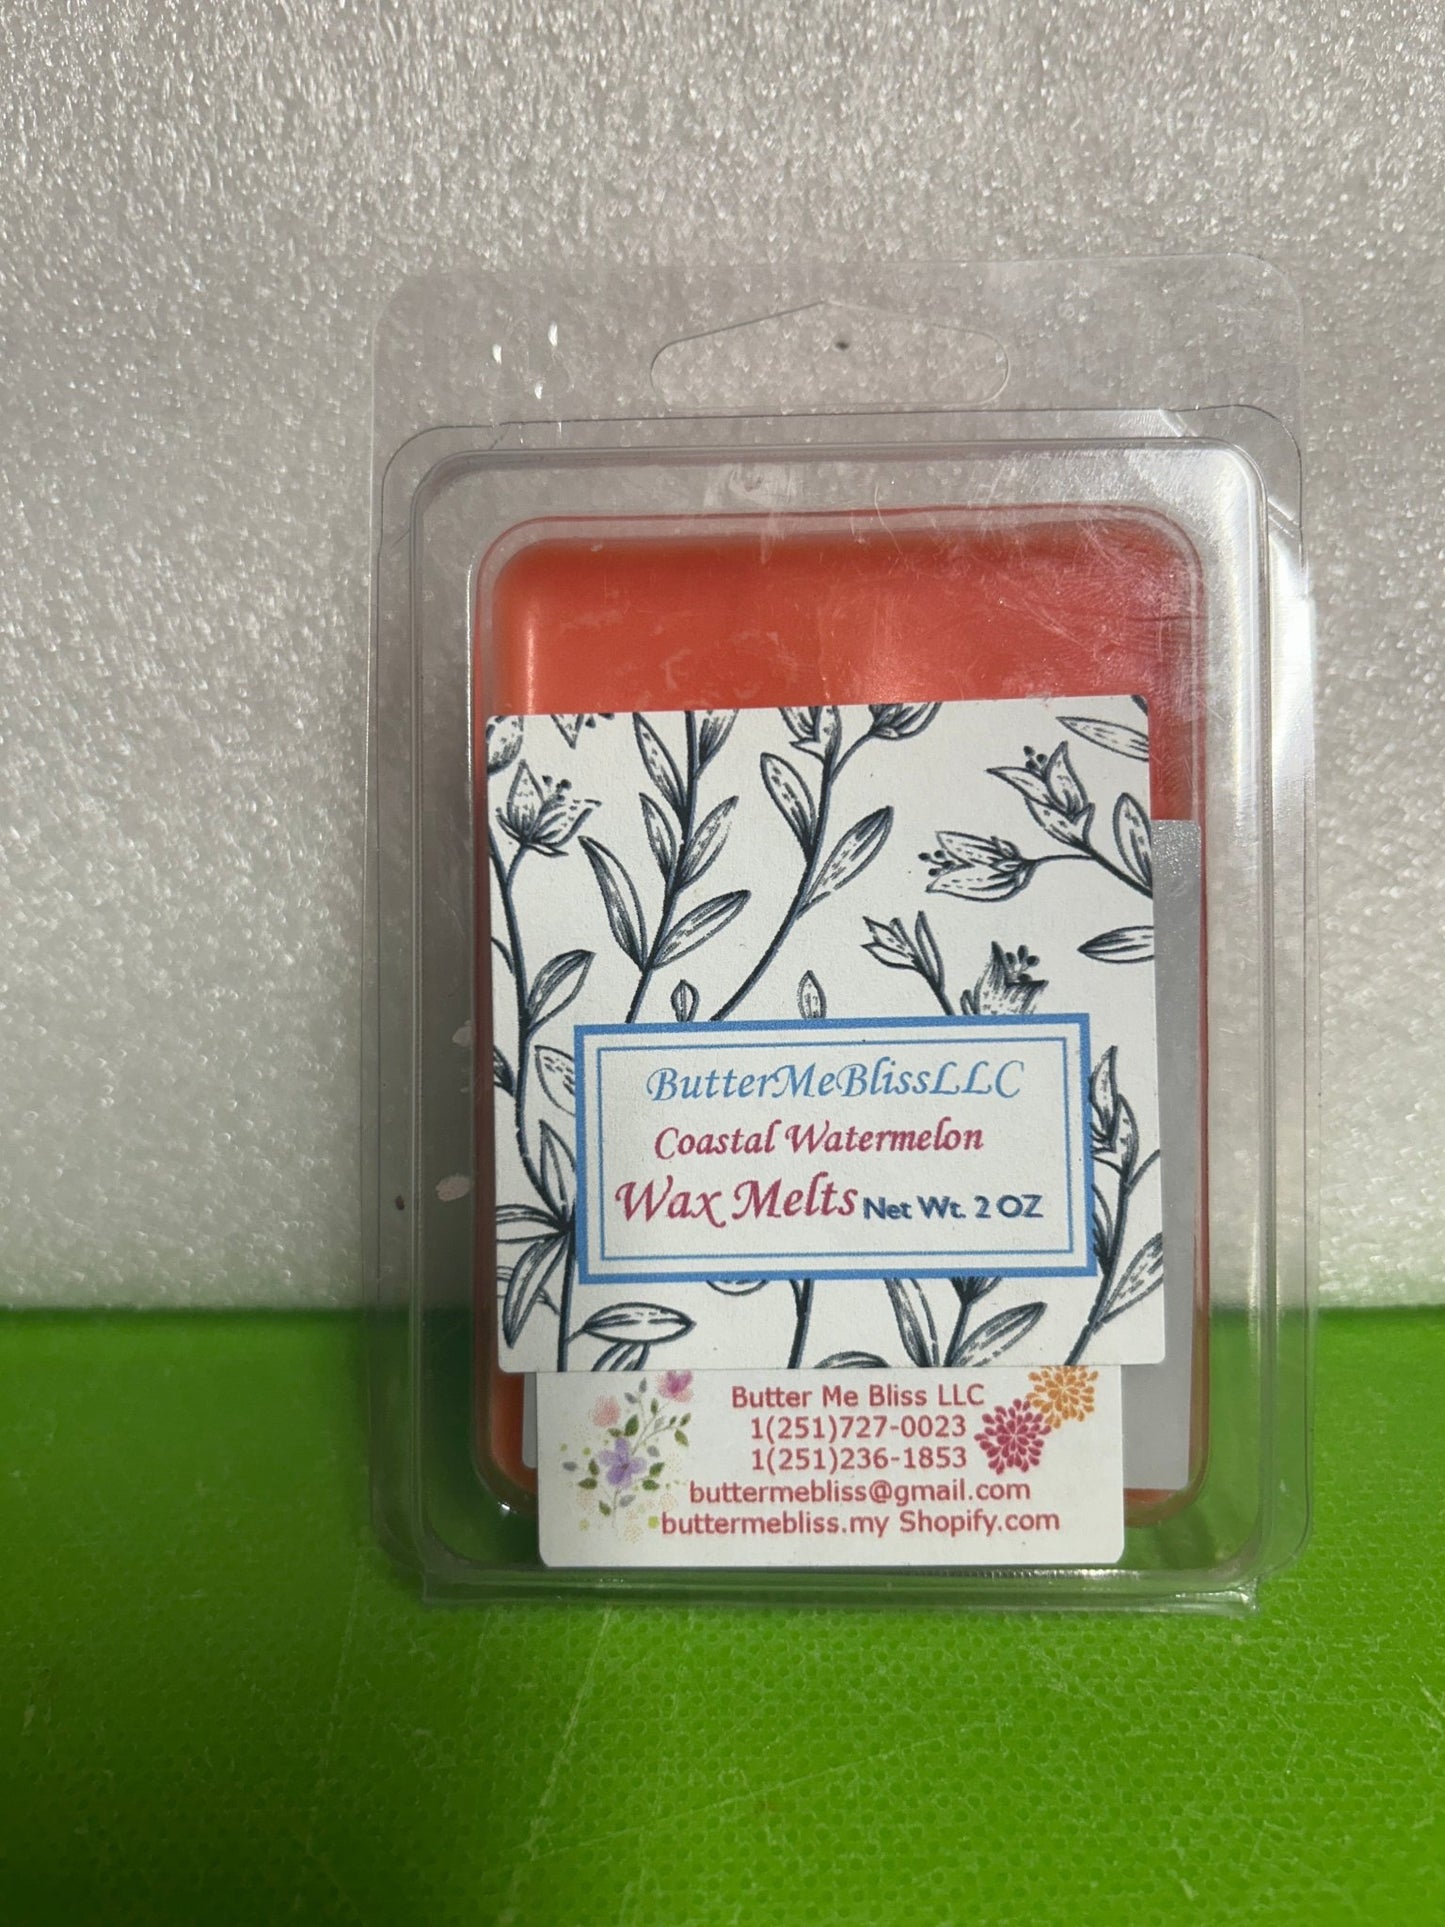 ButterMeBlissLLC
Coastal Watermelon
Wax Melts Net Wt. 2 OZ
Butter Me Bliss LLC
1(251)727-0023
1(251)236-1853
buttermebliss@gmail.com
buttermebliss.my Shopify.com